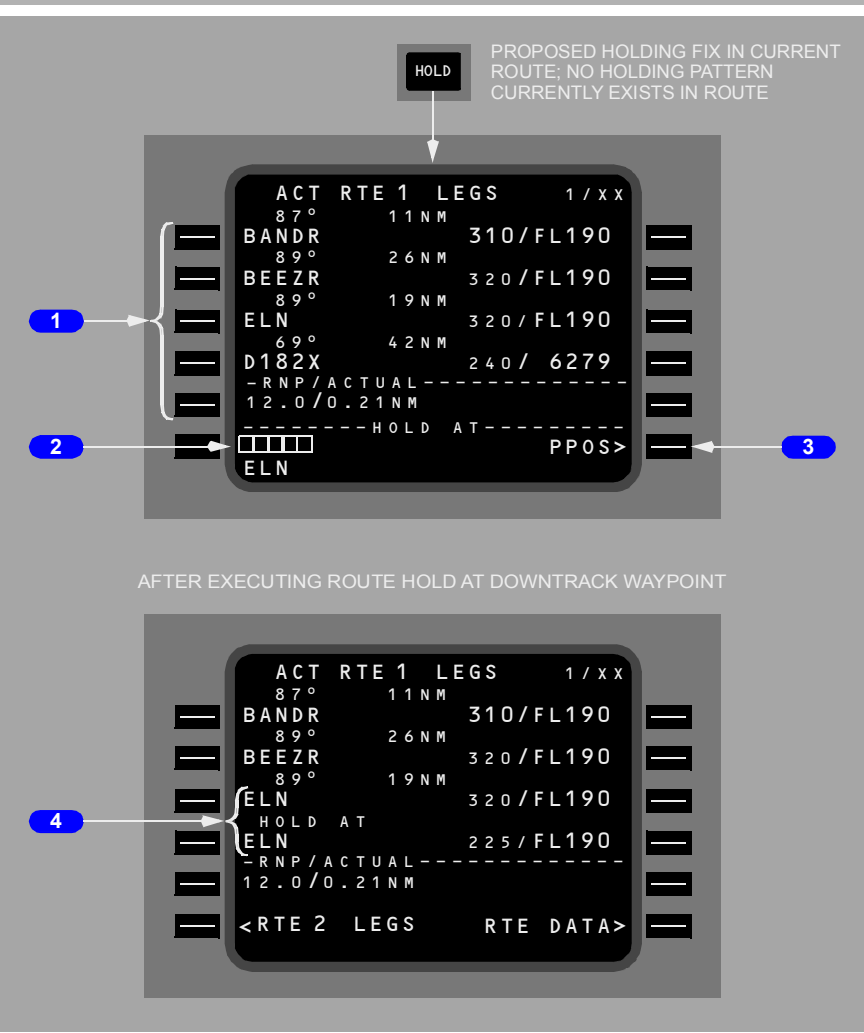 HOLD
PROPOSED HOLDING FIX IN CURRENT
ROUTE; NO HOLDING PATTERN
CURRENTLY EXISTS IN ROUTE
ACT RTE 1 LEGS 1/XX
87° 11NM
BANDR 310/FL190
89° 26NM
BEEZR 320/FL190
89° 19NM
ELN 320/FL190
69° 42NM
D182X 240/ 6279
-RNP/ACTUAL--------------
12.0/0.21NM
--------HOLD AT---------
PPOS>
ELN
1
2
3
AFTER EXECUTING ROUTE HOLD AT DOWNTRACK WAYPOINT
ACT RTE 1 LEGS 1/XX
87° 11NM
BANDR 310/FL190
89° 26NM
BEEZR 320/FL190
89° 19NM
ELN 320/FL190
HOLD AT
ELN 225/FL190
-RNP/ACTUAL--------------
12.0/0.21NM
<RTE 2 LEGS RTE DATA>
4